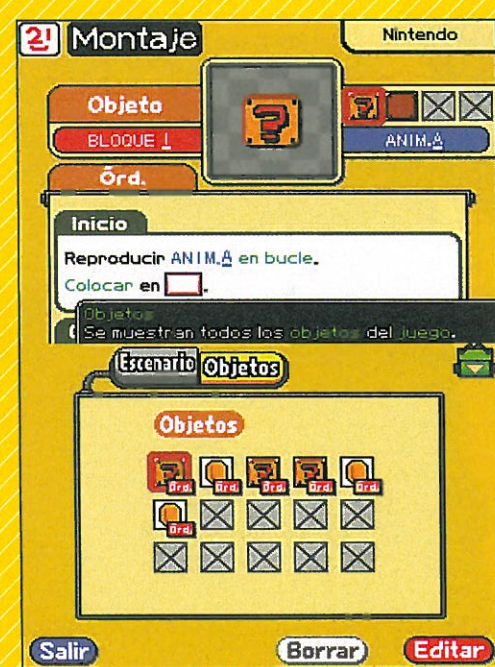 2! Montaje
Nintendo
Objeto
BLOQUE I
ANIM.A
Órd.
Inicio
Reproducir ANIM.A en bucle.
Colocar en .
Objetos
Se muestran todos los objetos del juego.
Escenario Objetos
Objetos
Órd. Órd. Órd. Órd. Órd.
Órd.
Salir Borrar Editar